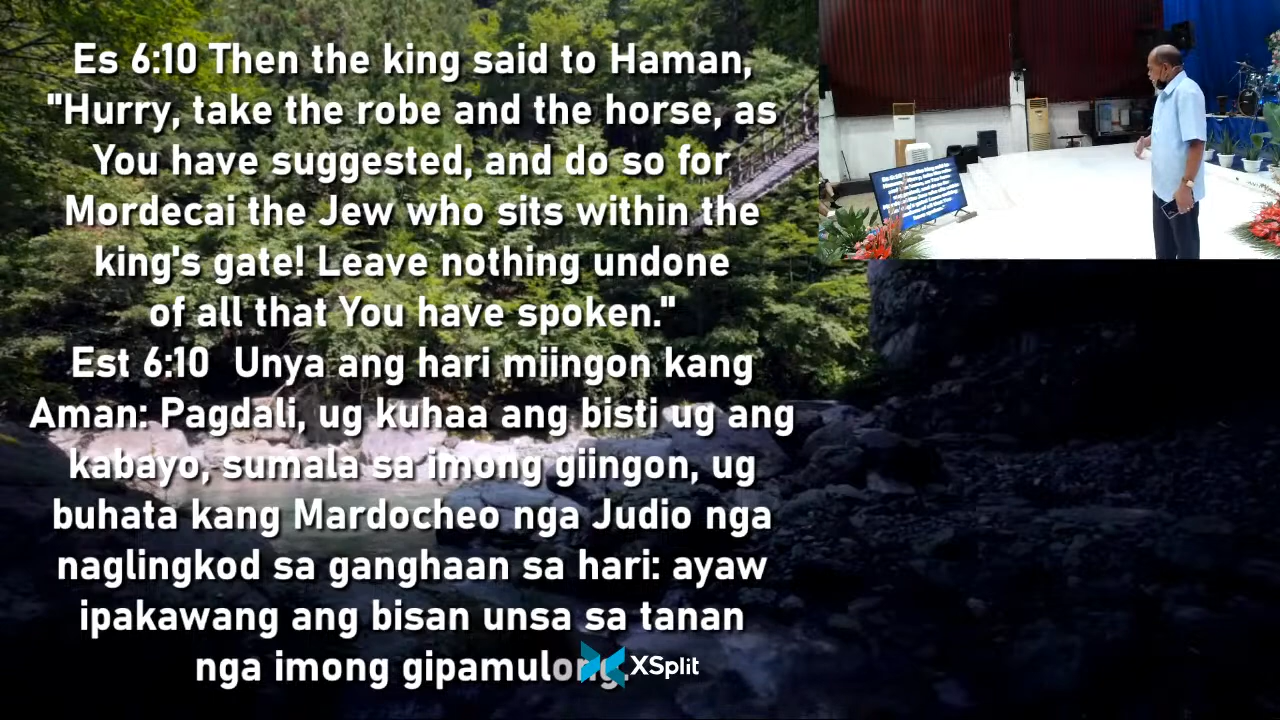 Es 6:10 Then the king said to Haman,
"Hurry, take the robe and the horse, as
You have suggested, and do so for
Mordecai the Jew who sits within the
king's gate! Leave nothing undone
of all that You have spoken."
Est 6:10  Unya ang hari miingon kang
Aman: Pagdali, ug kuhaa ang bisti ug ang
kabayo, sumala sa imong giingon, ug
buhata kang Mardocheo nga Judio nga
naglingkod sa ganghaan sa hari: ayaw
ipakawang ang bisan unsa sa tanan
nga imong gipamulong.
XSplit